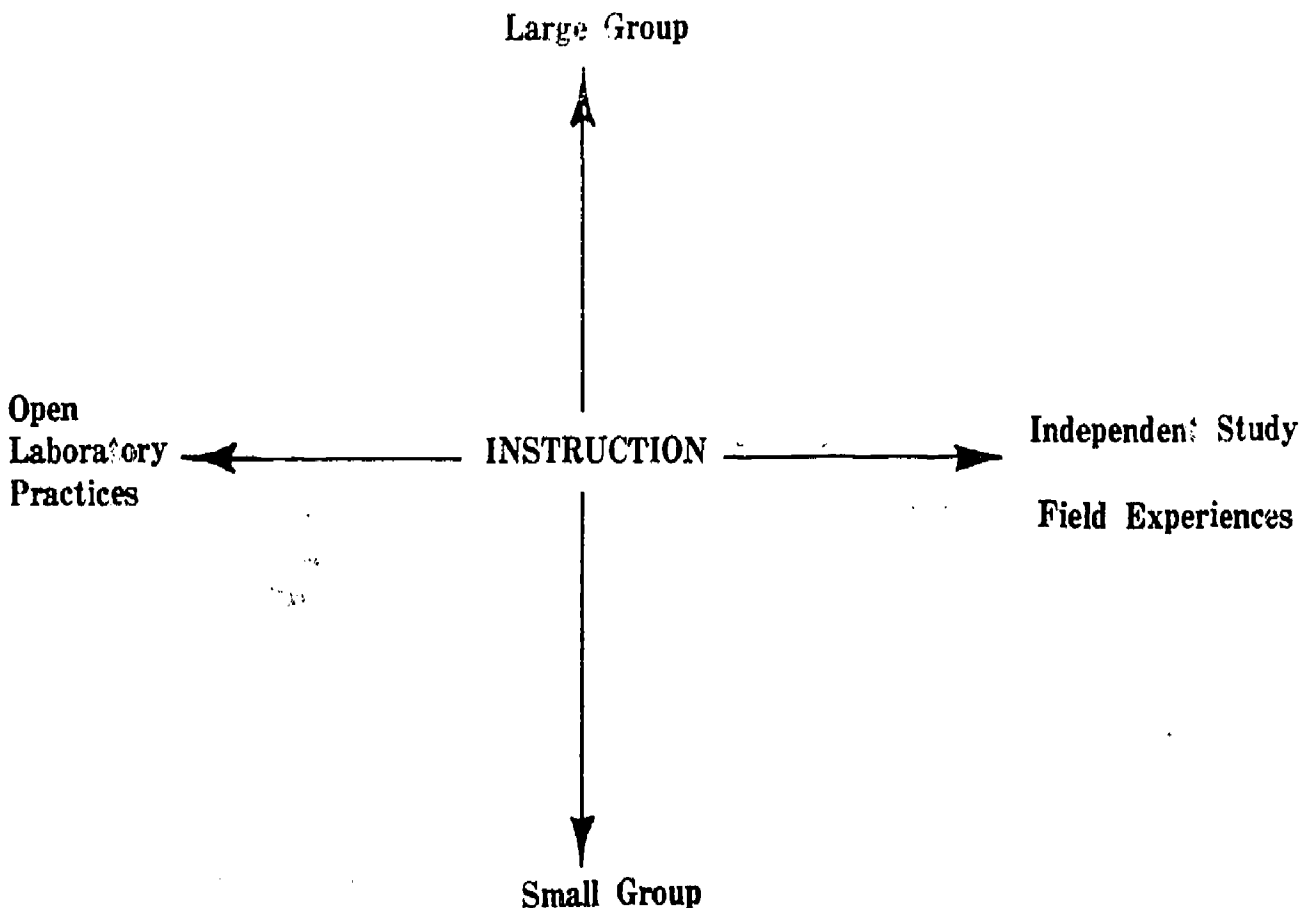 Large Group
Open
Laboratory
Practices
INSTRUCTION
Independent Study
Field Experiences
Small Group